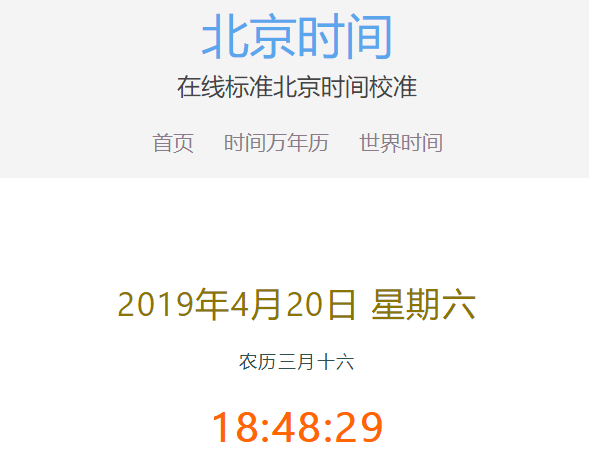 北京时间
在线标准北京时间校准
首页 时间万年历 世界时间
2019年4月20日 星期六
农历三月十六
18:48:29